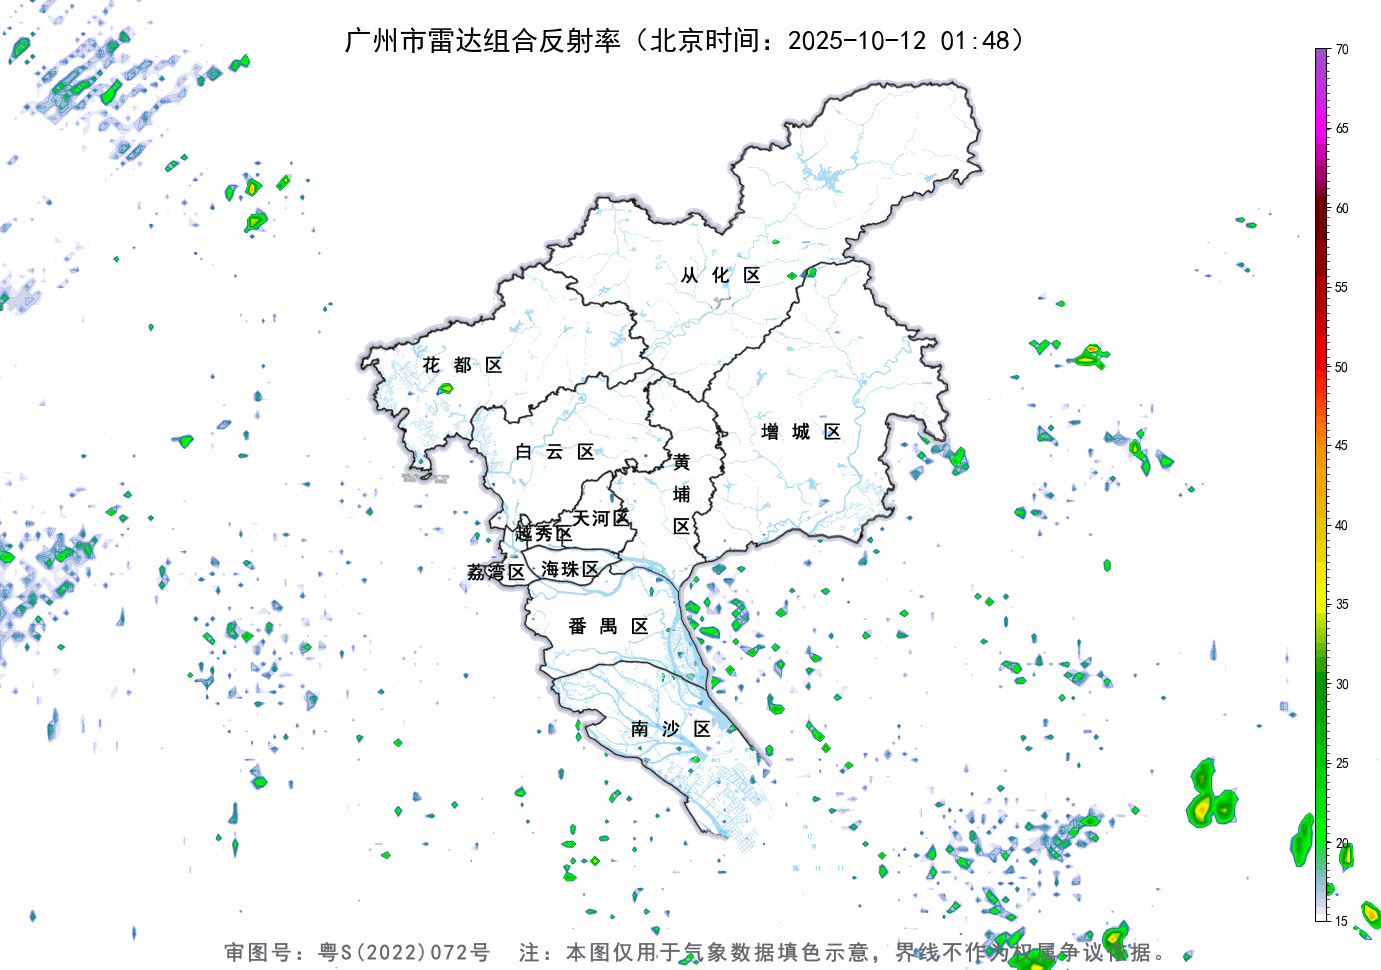 广州市雷达组合反射率（北京时间：2025-10-12 01:48）
70
65
60
55
50
45
40
35
30
25
20
15
从化区
花都区
增城区
白云区
黄埔区
天河区
越秀区
荔湾区
海珠区
番禺区
南沙区
审图号：粤S(2022)072号 注：本图仅用于气象数据填色示意，界线不作为权属争议依据。